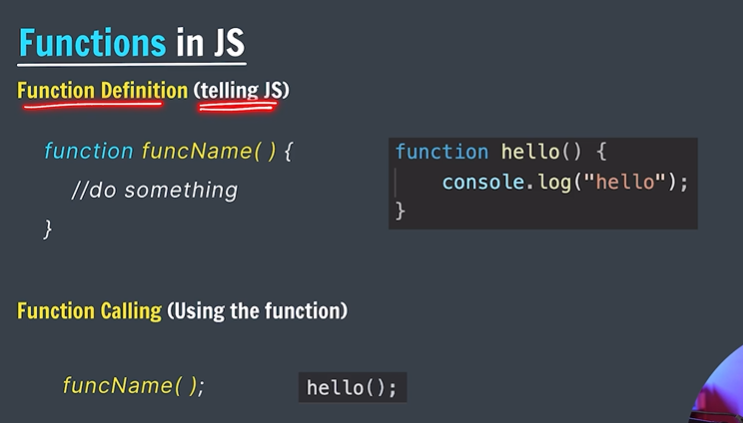 Functions in JS
Function Definition (telling JS)
function funcName( ) {
//do something
}
function hello() {
console.log("hello");
}
Function Calling (Using the function)
funcName( );
hello();